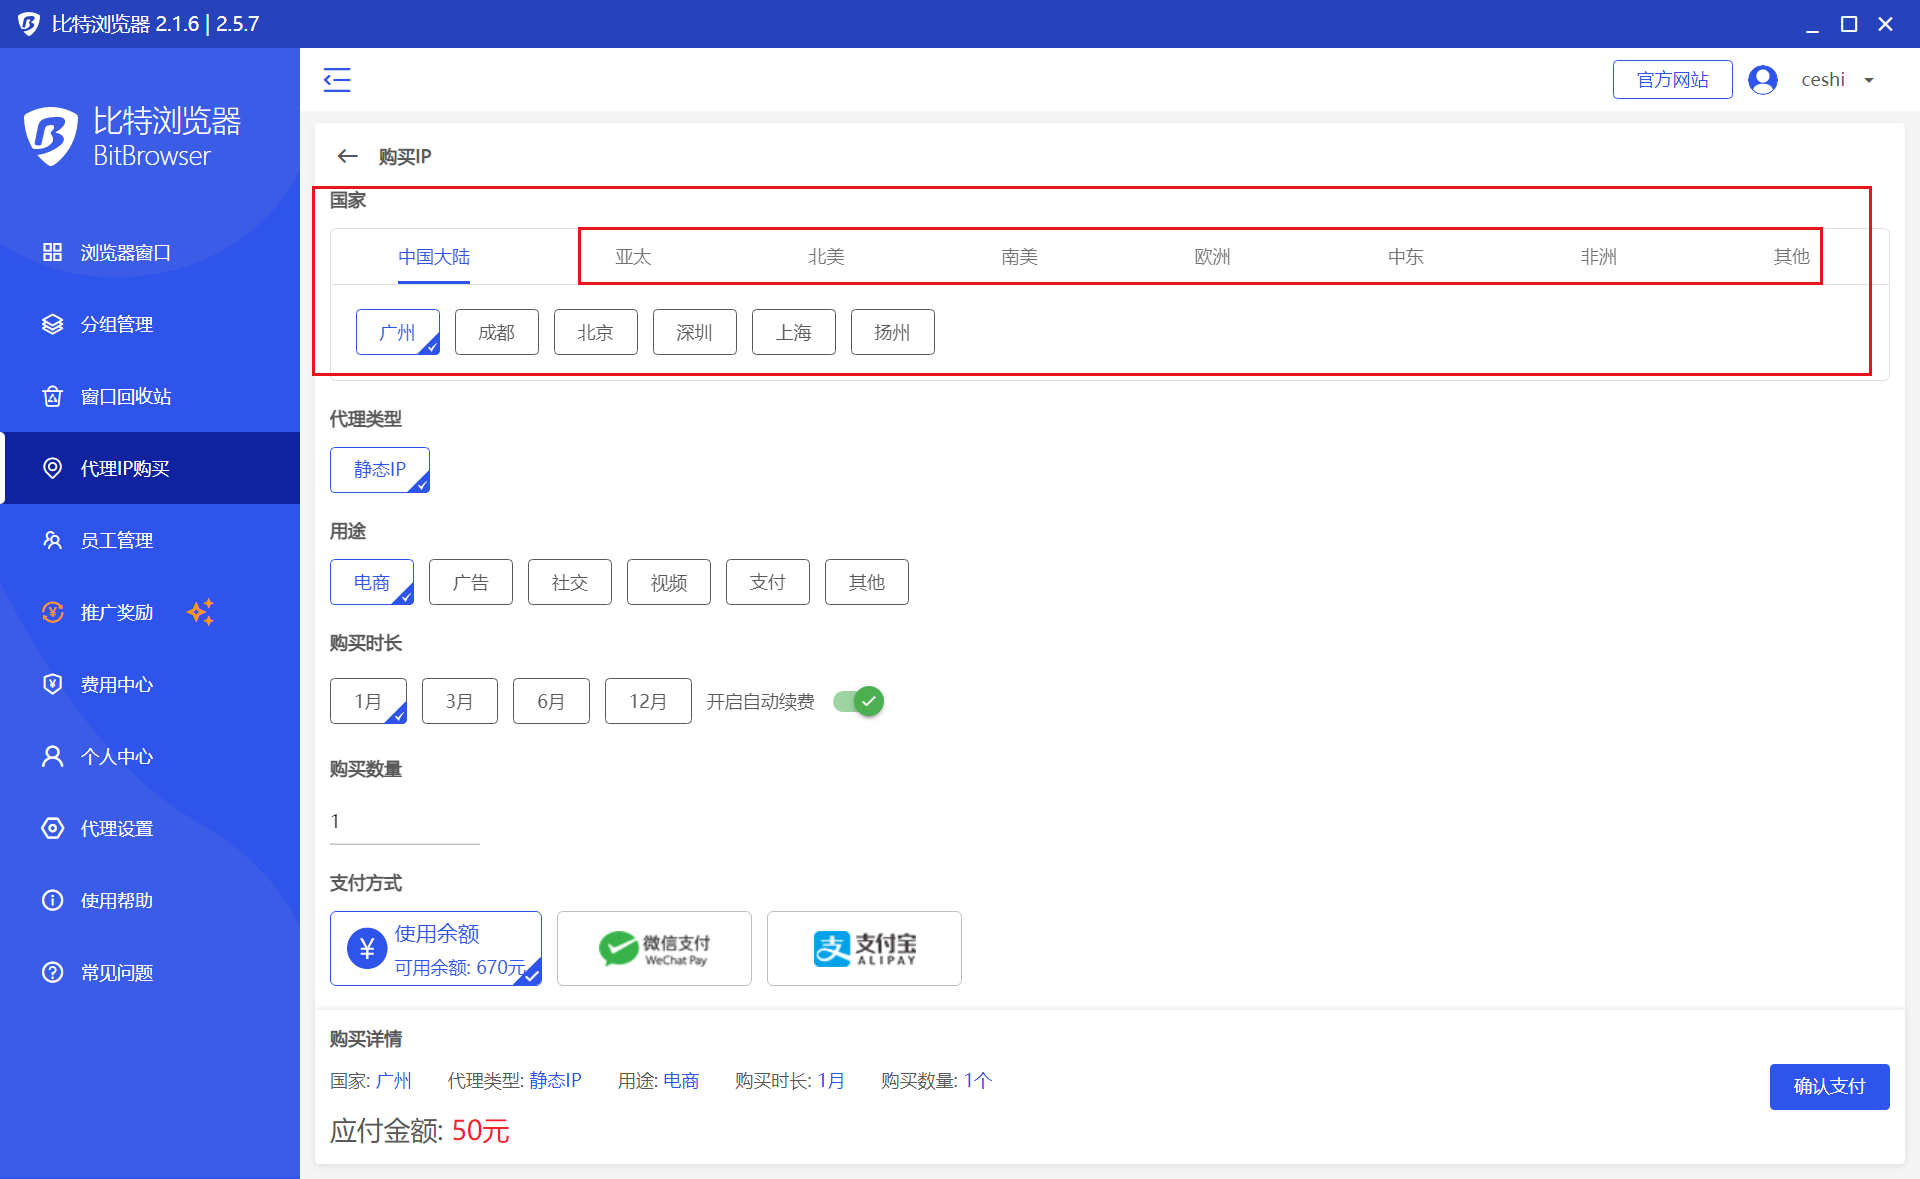 比特浏览器 2.1.6 | 2.5.7
比特浏览器
BitBrowser
浏览器窗口
分组管理
窗口回收站
代理IP购买
员工管理
推广奖励
费用中心
个人中心
代理设置
使用帮助
常见问题
官方网站 ceshi
购买IP
国家
中国大陆 亚太 北美 南美 欧洲 中东 非洲 其他
广州 成都 北京 深圳 上海 扬州
代理类型
静态IP
用途
电商 广告 社交 视频 支付 其他
购买时长
1月 3月 6月 12月 开启自动续费
购买数量
1
支付方式
¥ 使用余额
可用余额: 670元
微信支付
WeChat Pay
支 支付宝
ALIPAY
购买详情
国家: 广州 代理类型: 静态IP 用途: 电商 购买时长: 1月 购买数量: 1个
应付金额: 50元
确认支付